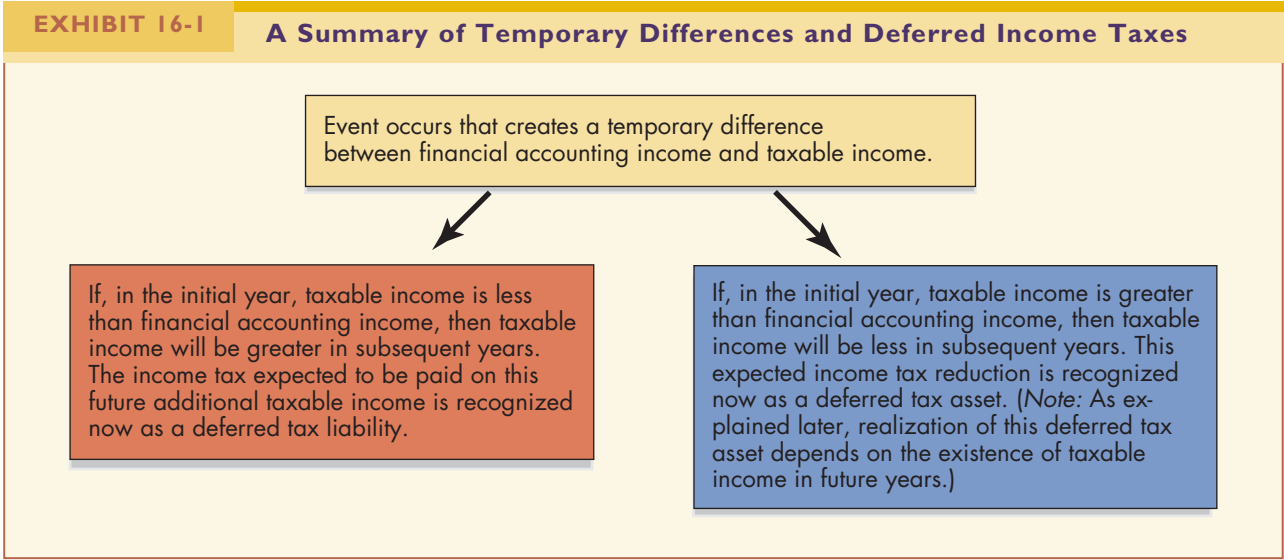 EXHIBIT 16-1
A Summary of Temporary Differences and Deferred Income Taxes
Event occurs that creates a temporary difference
between financial accounting income and taxable income.
If, in the initial year, taxable income is less
than financial accounting income, then taxable
income will be greater in subsequent years.
The income tax expected to be paid on this
future additional taxable income is recognized
now as a deferred tax liability.
If, in the initial year, taxable income is greater
than financial accounting income, then taxable
income will be less in subsequent years. This
expected income tax reduction is recognized
now as a deferred tax asset. (Note: As ex-
plained later, realization of this deferred tax
asset depends on the existence of taxable
income in future years.)